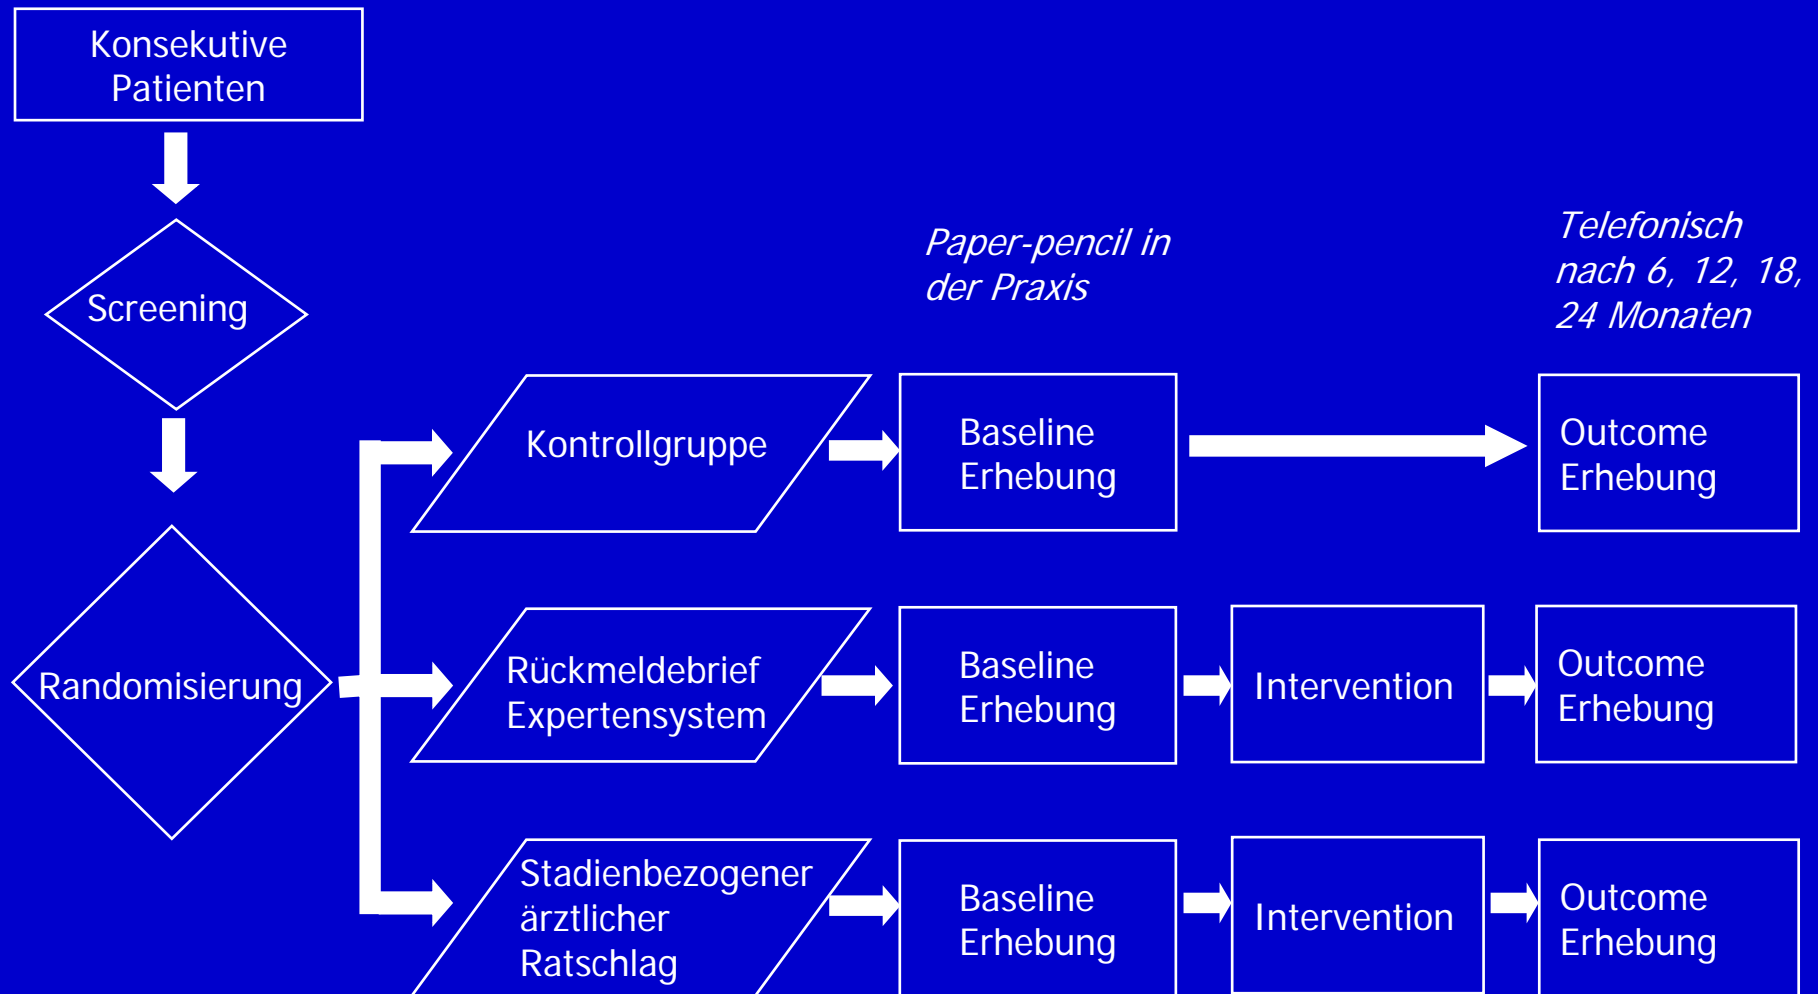 Konsekutive
Patienten
Screening
Randomisierung
Paper-pencil in
der Praxis
Telefonisch
nach 6, 12, 18,
24 Monaten
Kontrollgruppe
Baseline
Erhebung
Outcome
Erhebung
Rückmeldebrief
Expertensystem
Baseline
Erhebung
Intervention
Outcome
Erhebung
Stadienbezogener
ärztlicher
Ratschlag
Baseline
Erhebung
Intervention
Outcome
Erhebung